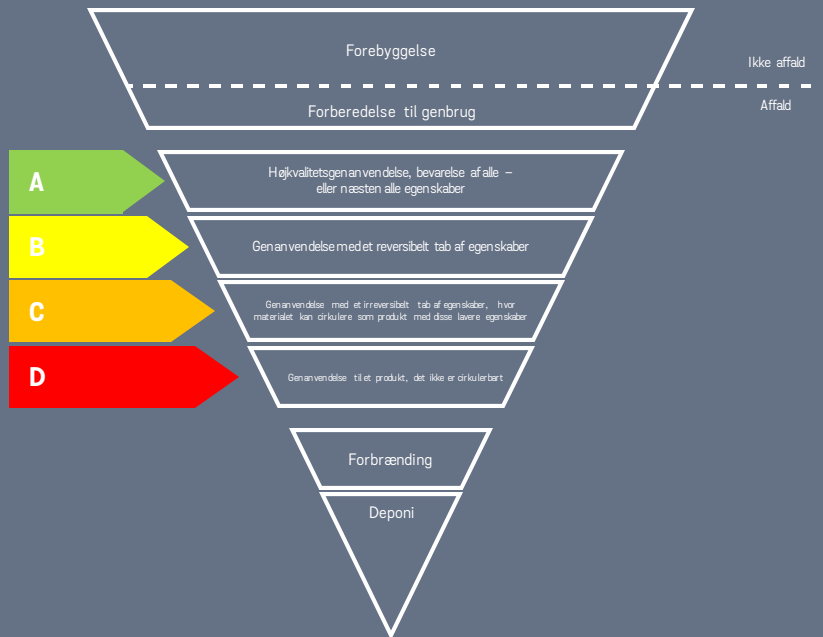 Forebyggelse
Ikke affald
Affald
Forberedelse til genbrug
A
Højkvalitetsgenanvendelse, bevarelse af alle –
eller næsten alle egenskaber
B
Genanvendelse med et reversibelt tab af egenskaber
C
Genanvendelse med et irreversibelt tab af egenskaber, hvor
materialet kan cirkulere som produkt med disse lavere egenskaber
D
Genanvendelse til et produkt, det ikke er cirkulerbart
Forbrænding
Deponi